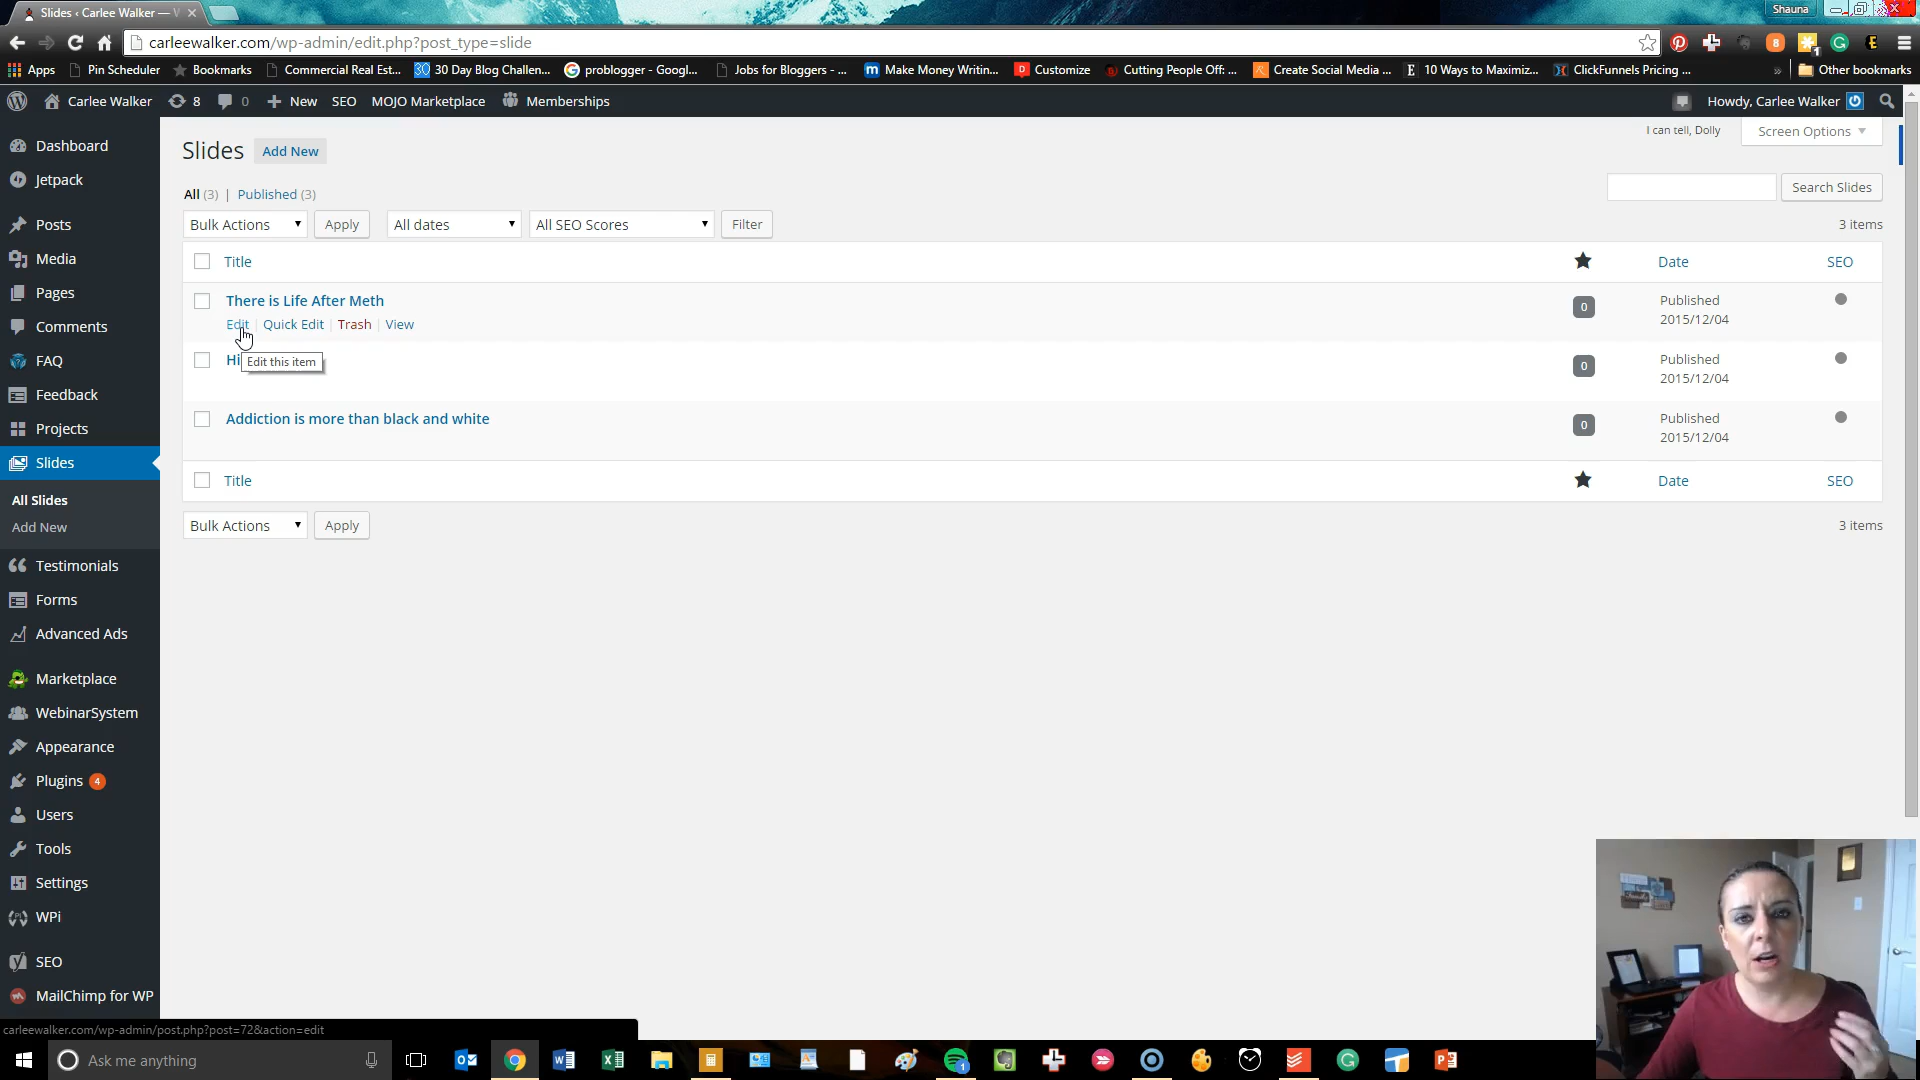 Slides ‹ Carlee Walker —
Shauna
carleewalker.com/wp-admin/edit.php?post_type=slide
Apps Pin Scheduler Bookmarks Commercial Real Est... 30 Day Blog Challen... problogger - Googl... Jobs for Bloggers - ... Make Money Writin... Customize Cutting People Off: ... Create Social Media ... 10 Ways to Maximiz... ClickFunnels Pricing ... » Other bookmarks
Carlee Walker 8 0 New SEO MOJO Marketplace Memberships Howdy, Carlee Walker
I can tell, Dolly
Screen Options
Slides Add New
All (3) | Published (3)
Search Slides
Bulk Actions Apply All dates All SEO Scores Filter 3 items
Title Date SEO
There is Life After Meth 0 Published
2015/12/04
Edit | Quick Edit | Trash | View
Edit this item
Hi 0 Published
2015/12/04
Addiction is more than black and white 0 Published
2015/12/04
Title Date SEO
Bulk Actions Apply 3 items
Dashboard
Jetpack
Posts
Media
Pages
Comments
FAQ
Feedback
Projects
Slides
All Slides
Add New
Testimonials
Forms
Advanced Ads
Marketplace
WebinarSystem
Appearance
Plugins 4
Users
Tools
Settings
WPi
SEO
MailChimp for WP
carleewalker.com/wp-admin/post.php?post=72&action=edit
Ask me anything